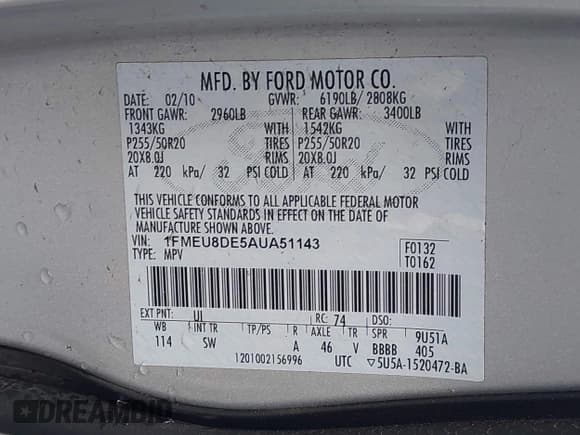 MFD. BY FORD MOTOR CO.
DATE: 02/10 GVWR: 6190LB/ 2808KG
FRONT GAWR: 2960LB REAR GAWR: 3400LB
1343KG WITH 1542KG WITH
P255/50R20 TIRES P255/50R20 TIRES
20X8.0J RIMS 20X8.0J RIMS
AT 220 kPa/ 32 PSI COLD AT 220 kPa/ 32 PSI COLD
THIS VEHICLE CONFORMS TO ALL APPLICABLE FEDERAL MOTOR
VEHICLE SAFETY STANDARDS IN EFFECT ON THE DATE OF
MANUFACTURE SHOWN ABOVE.
VIN: 1FMEU8DE5AUA51143 F0132
TYPE: MPV T0162
EXT PNT: UI RC: 74 DSO:
WB INT TR TP/PS R AXLE TR SPR 9U51A
114 SW A 46 V BBBB 405
1201002156996 UTC ▽5U5A-1520472-BA
DREAMBID